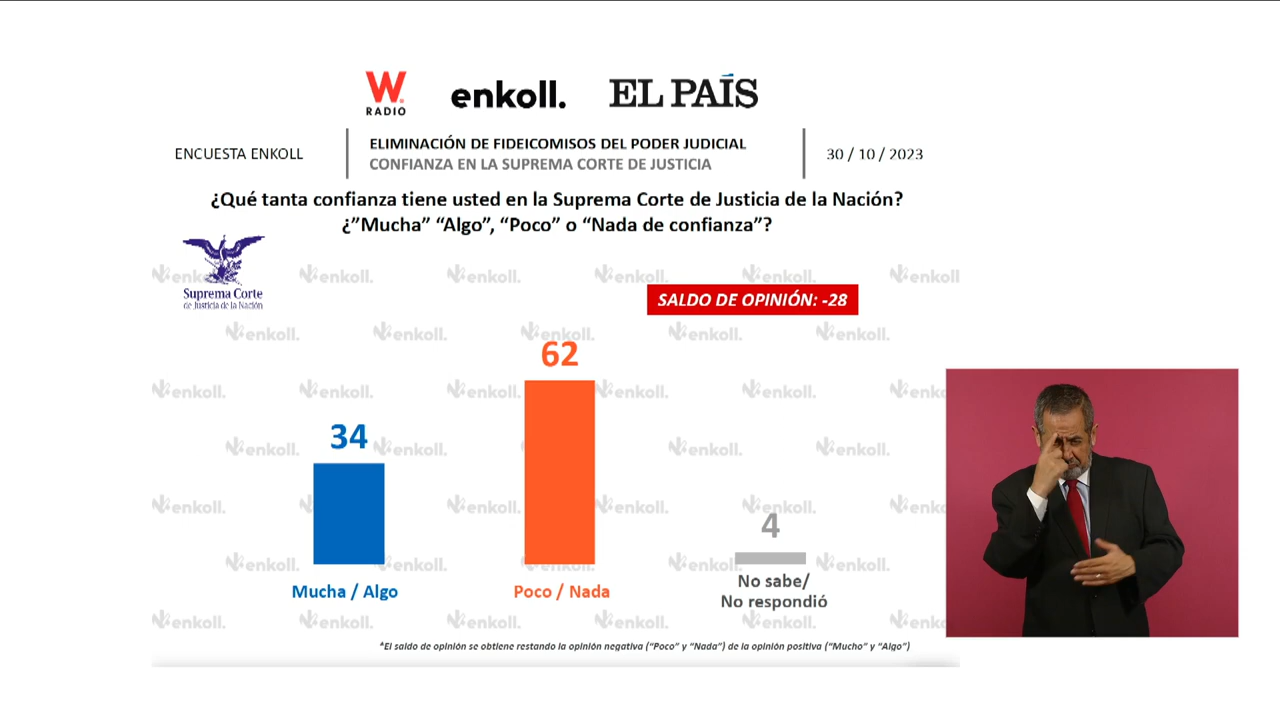 W
RADIO
enkoll.
EL PAÍS
ENCUESTA ENKOLL
ELIMINACIÓN DE FIDEICOMISOS DEL PODER JUDICIAL
CONFIANZA EN LA SUPREMA CORTE DE JUSTICIA
30 / 10 / 2023
¿Qué tanta confianza tiene usted en la Suprema Corte de Justicia de la Nación?
¿”Mucha” “Algo”, “Poco” o “Nada de confianza”?
Suprema Corte
de Justicia de la Nación
SALDO DE OPINIÓN: -28
34
62
4
Mucha / Algo
Poco / Nada
No sabe/
No respondió
*El saldo de opinión se obtiene restando la opinión negativa (“Poco” y “Nada”) de la opinión positiva (“Mucho” y “Algo”)